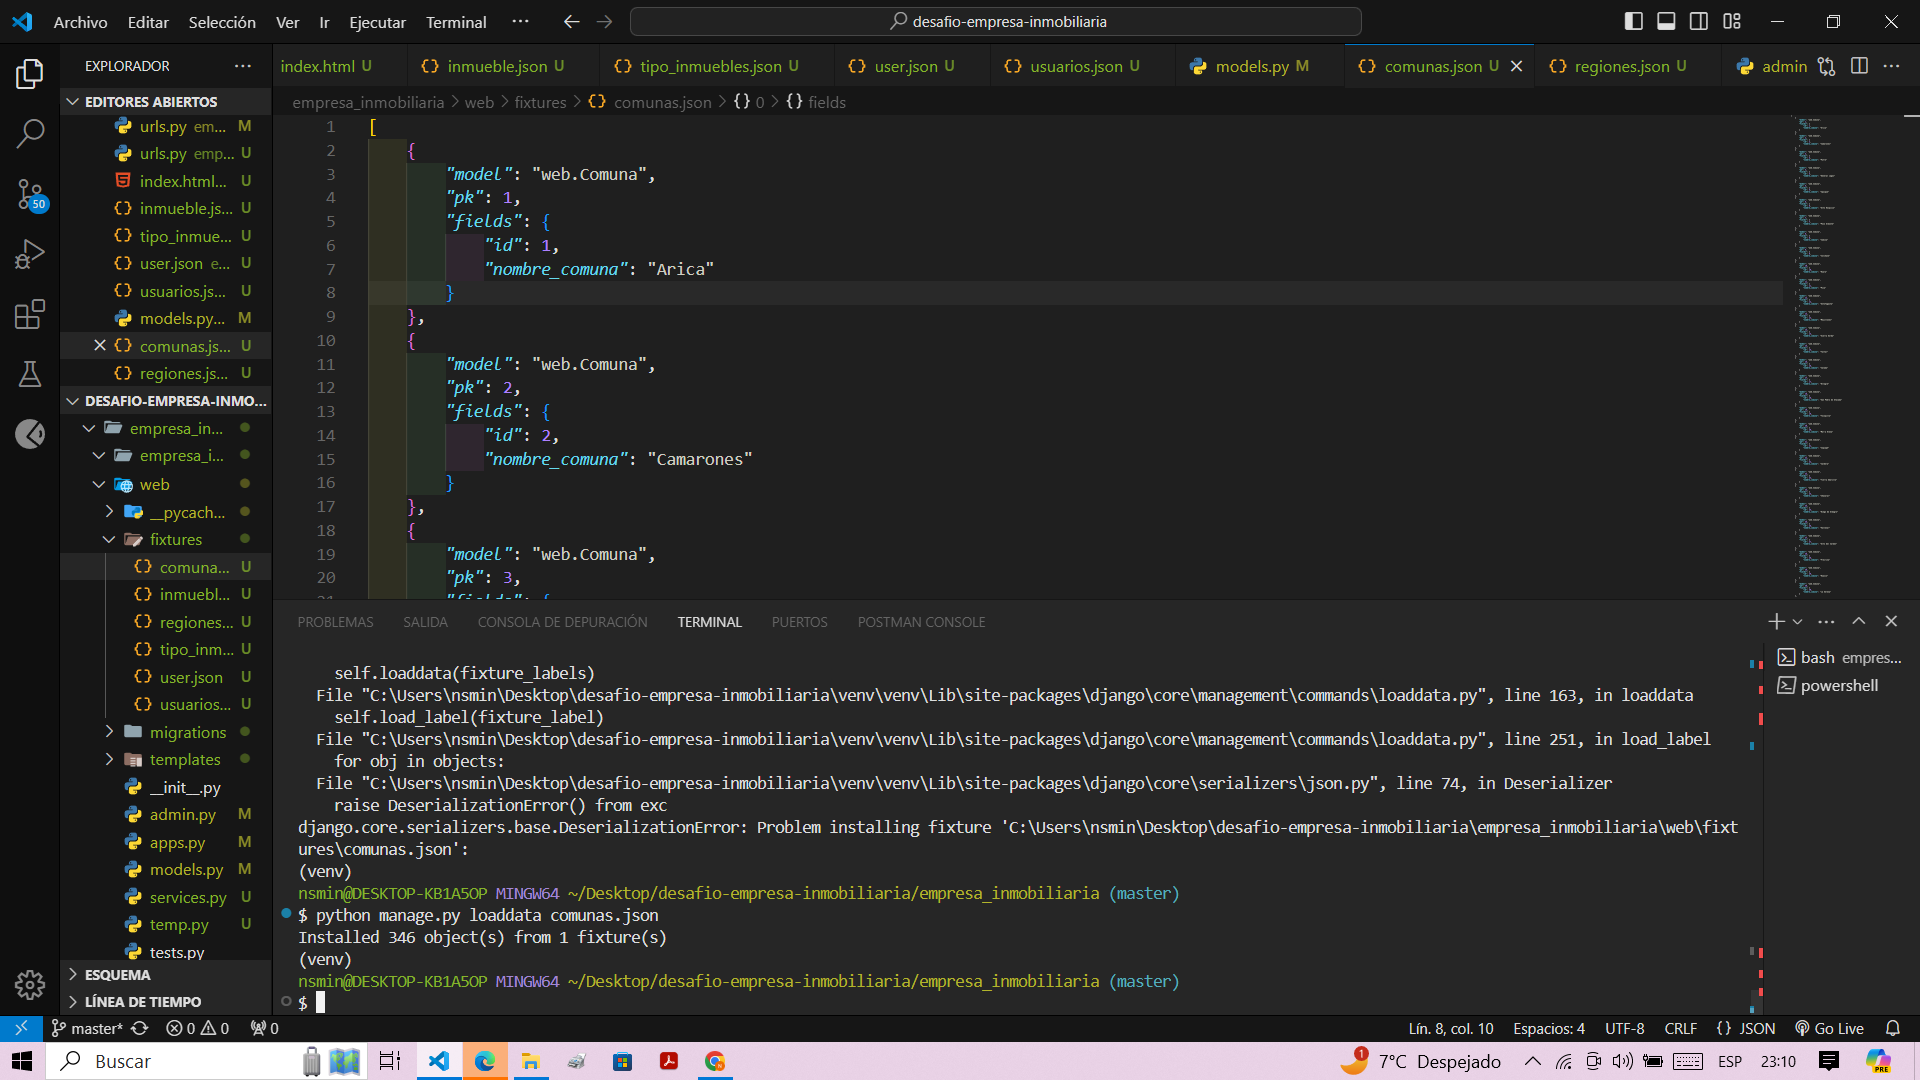 Archivo Editar Selección Ver Ir Ejecutar Terminal ··· desafio-empresa-inmobiliaria
EXPLORADOR ···
EDITORES ABIERTOS
urls.py em... M
urls.py emp... U
index.html... U
inmueble.js... U
tipo_inmue... U
user.json e... U
usuarios.js... U
models.py... M
comunas.js... U
regiones.js... U
DESAFIO-EMPRESA-INMO...
empresa_in...
empresa_i...
web
__pycach...
fixtures
comuna... U
inmuebl... U
regiones... U
tipo_inm... U
user.json U
usuarios... U
migrations
templates
__init__.py
admin.py M
apps.py M
models.py M
services.py U
temp.py U
tests.py
ESQUEMA
LÍNEA DE TIEMPO
50
index.html U inmueble.json U tipo_inmuebles.json U user.json U usuarios.json U models.py M comunas.json U regiones.json U admin
empresa_inmobiliaria > web > fixtures > {} comunas.json > {} 0 > {} fields
1 [
2 {
3 "model": "web.Comuna",
4 "pk": 1,
5 "fields": {
6 "id": 1,
7 "nombre_comuna": "Arica"
8 }
9 },
10 {
11 "model": "web.Comuna",
12 "pk": 2,
13 "fields": {
14 "id": 2,
15 "nombre_comuna": "Camarones"
16 }
17 },
18 {
19 "model": "web.Comuna",
20 "pk": 3,
21 "fields": {
PROBLEMAS SALIDA CONSOLA DE DEPURACIÓN TERMINAL PUERTOS POSTMAN CONSOLE
self.loaddata(fixture_labels)
File "C:\Users\nsmin\Desktop\desafio-empresa-inmobiliaria\venv\venv\Lib\site-packages\django\core\management\commands\loaddata.py", line 163, in loaddata
self.load_label(fixture_label)
File "C:\Users\nsmin\Desktop\desafio-empresa-inmobiliaria\venv\venv\Lib\site-packages\django\core\management\commands\loaddata.py", line 251, in load_label
for obj in objects:
File "C:\Users\nsmin\Desktop\desafio-empresa-inmobiliaria\venv\venv\Lib\site-packages\django\core\serializers\json.py", line 74, in Deserializer
raise DeserializationError() from exc
django.core.serializers.base.DeserializationError: Problem installing fixture 'C:\Users\nsmin\Desktop\desafio-empresa-inmobiliaria\empresa_inmobiliaria\web\fixt
ures\comunas.json':
(venv)
nsmin@DESKTOP-KB1A5OP MINGW64 ~/Desktop/desafio-empresa-inmobiliaria/empresa_inmobiliaria (master)
$ python manage.py loaddata comunas.json
Installed 346 object(s) from 1 fixture(s)
(venv)
nsmin@DESKTOP-KB1A5OP MINGW64 ~/Desktop/desafio-empresa-inmobiliaria/empresa_inmobiliaria (master)
$
bash empres...
powershell
master* 0 0 0 Lín. 8, col. 10 Espacios: 4 UTF-8 CRLF {} JSON Go Live
Buscar 1 7°C Despejado ESP 23:10 PRE